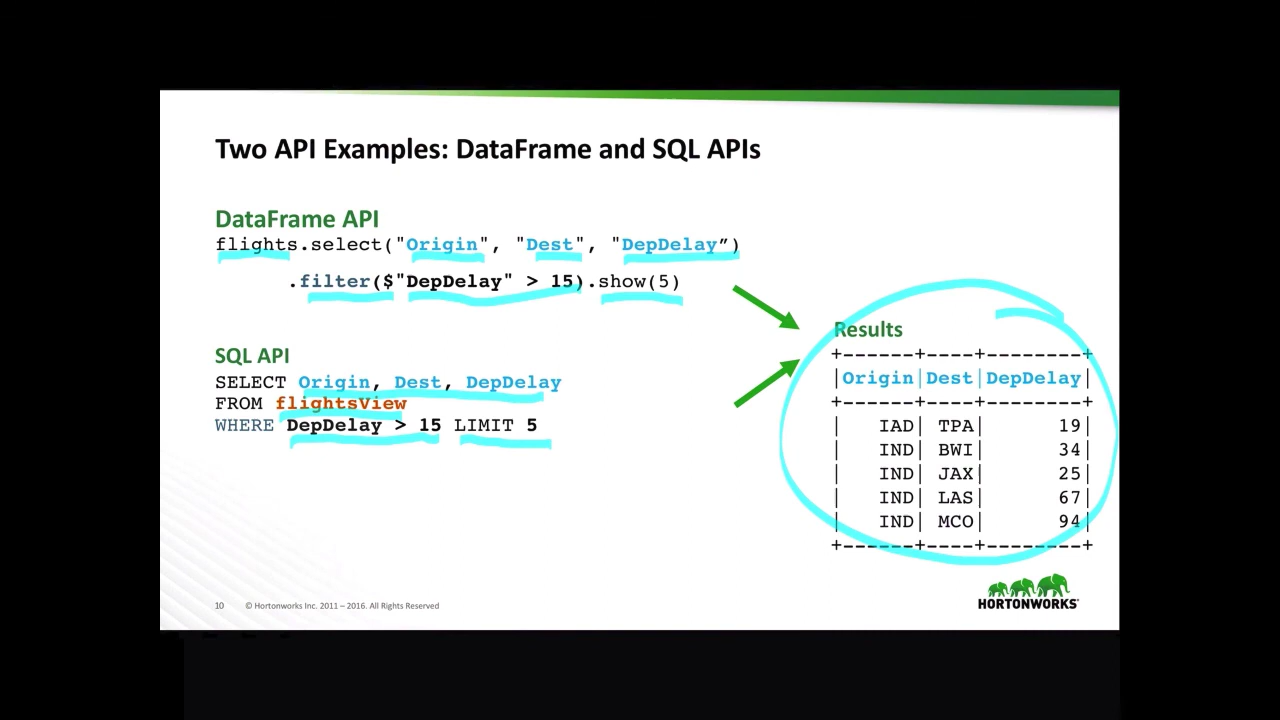 Two API Examples: DataFrame and SQL APIs
DataFrame API
flights.select("Origin", "Dest", "DepDelay”)
.filter($"DepDelay" > 15).show(5)
SQL API
SELECT Origin, Dest, DepDelay
FROM flightsView
WHERE DepDelay > 15 LIMIT 5
Results
+------+----+--------+
|Origin|Dest|DepDelay|
+------+----+--------+
|   IAD| TPA|      19|
|   IND| BWI|      34|
|   IND| JAX|      25|
|   IND| LAS|      67|
|   IND| MCO|      94|
+------+----+--------+
10 © Hortonworks Inc. 2011 – 2016. All Rights Reserved
HORTONWORKS